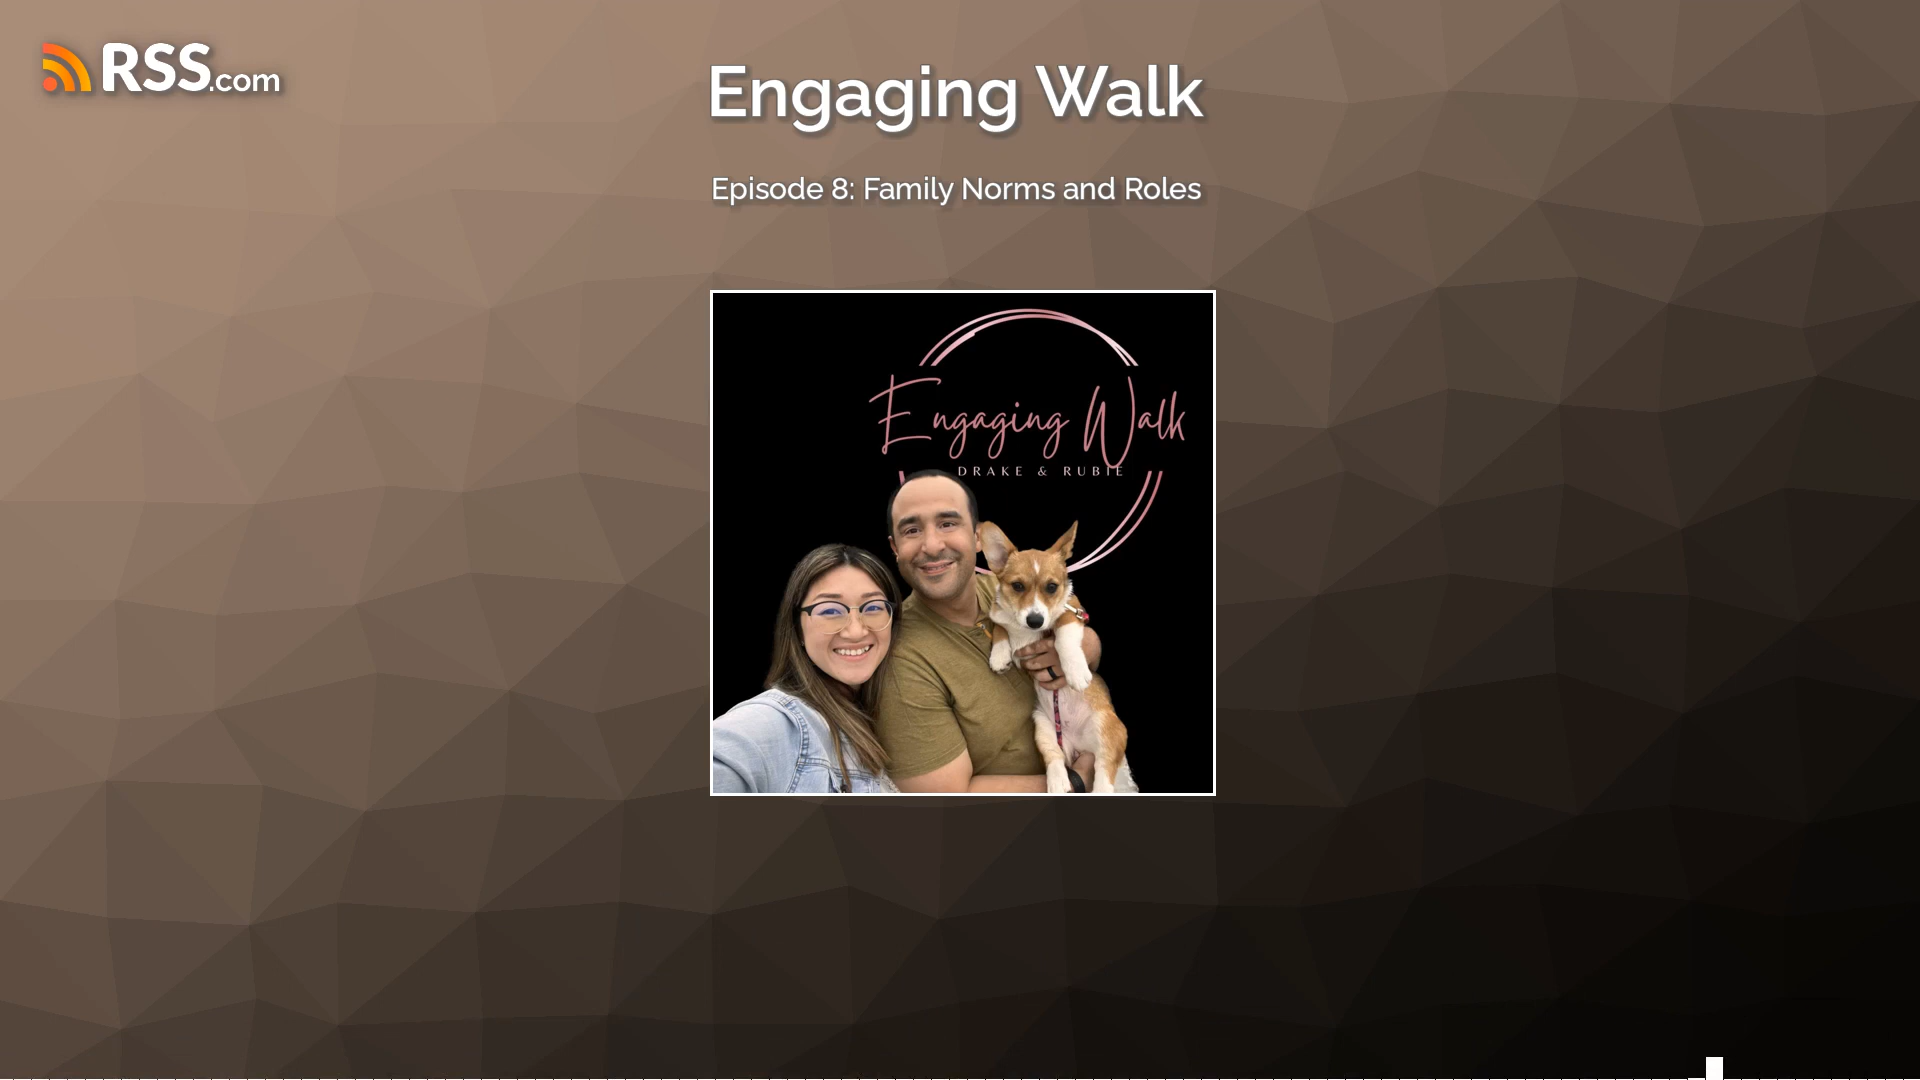 RSS.com
Engaging Walk
Episode 8: Family Norms and Roles
Engaging Walk
DRAKE & RUBIE